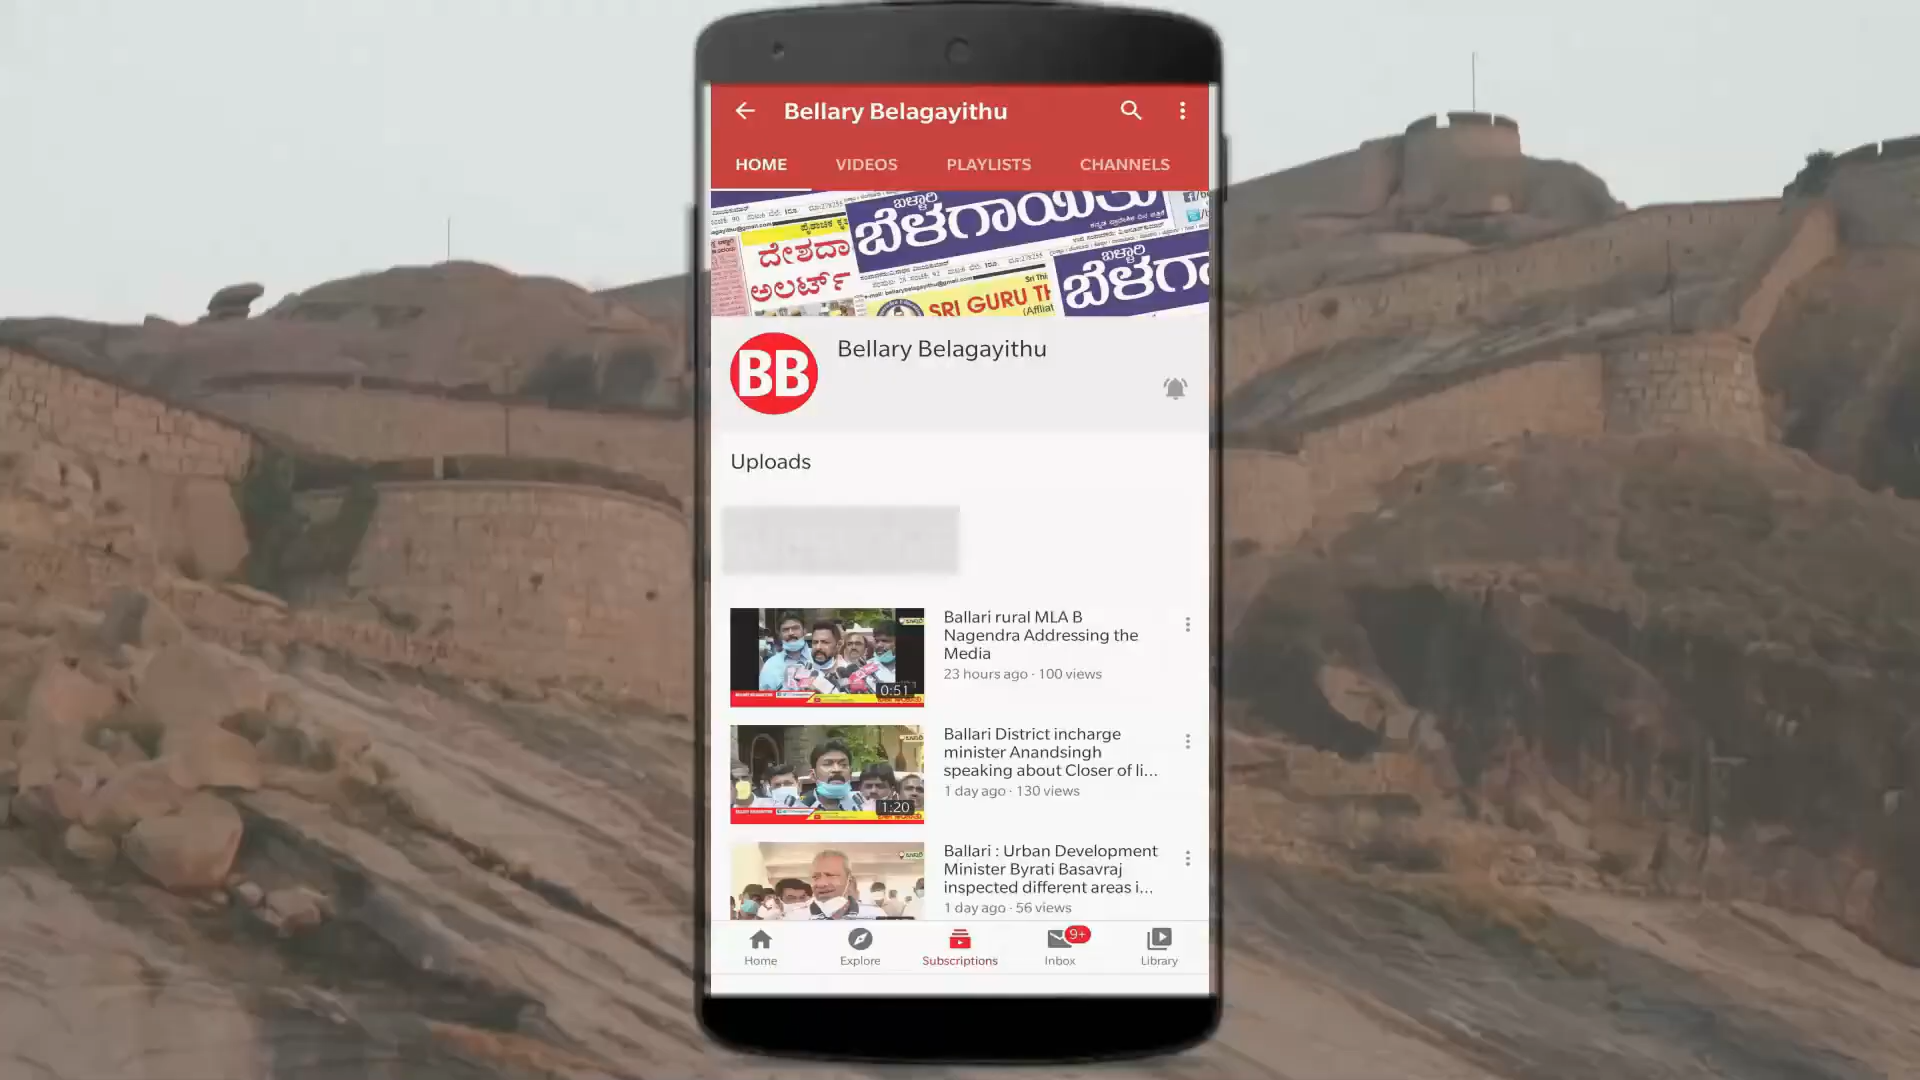 Bellary Belagayithu
HOME VIDEOS PLAYLISTS CHANNELS
ಬಳ್ಳಾರಿ
ಬೆಳಗಾಯಿತು
ದೇಶದಾ
ಅಲರ್ಟ್
ಬಳ್ಳಾರಿ
ಬೆಳಗಾ
SRI GURU TH
(Affliat
BB
Bellary Belagayithu
Uploads
Ballari rural MLA B
Nagendra Addressing the
Media
23 hours ago · 100 views
0:51
Ballari District incharge
minister Anandsingh
speaking about Closer of li...
1 day ago · 130 views
1:20
Ballari : Urban Development
Minister Byrati Basavraj
inspected different areas i...
1 day ago · 56 views
9+
Home Explore Subscriptions Inbox Library